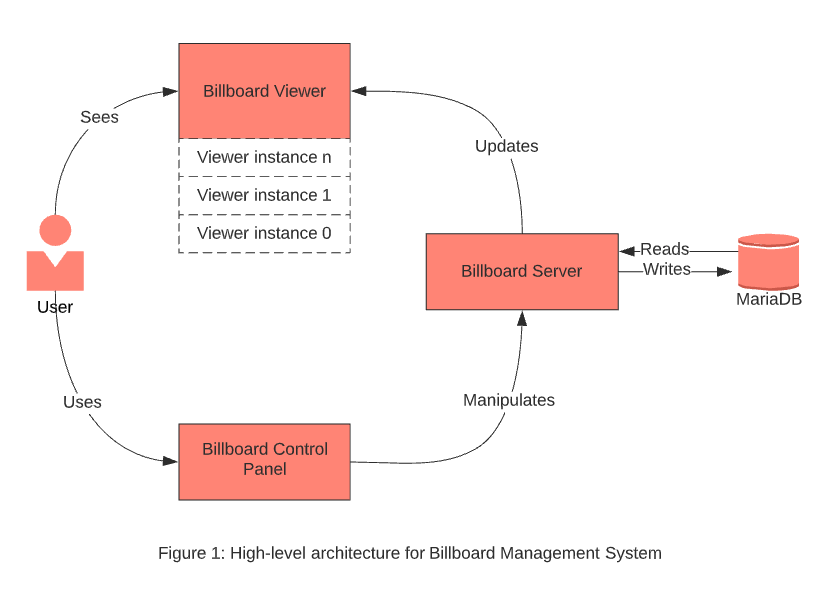 Billboard Viewer
Sees
Updates
Viewer instance n
Viewer instance 1
Viewer instance 0
Reads
Billboard Server
Writes
MariaDB
User
Uses
Manipulates
Billboard Control
Panel
Figure 1: High-level architecture for Billboard Management System